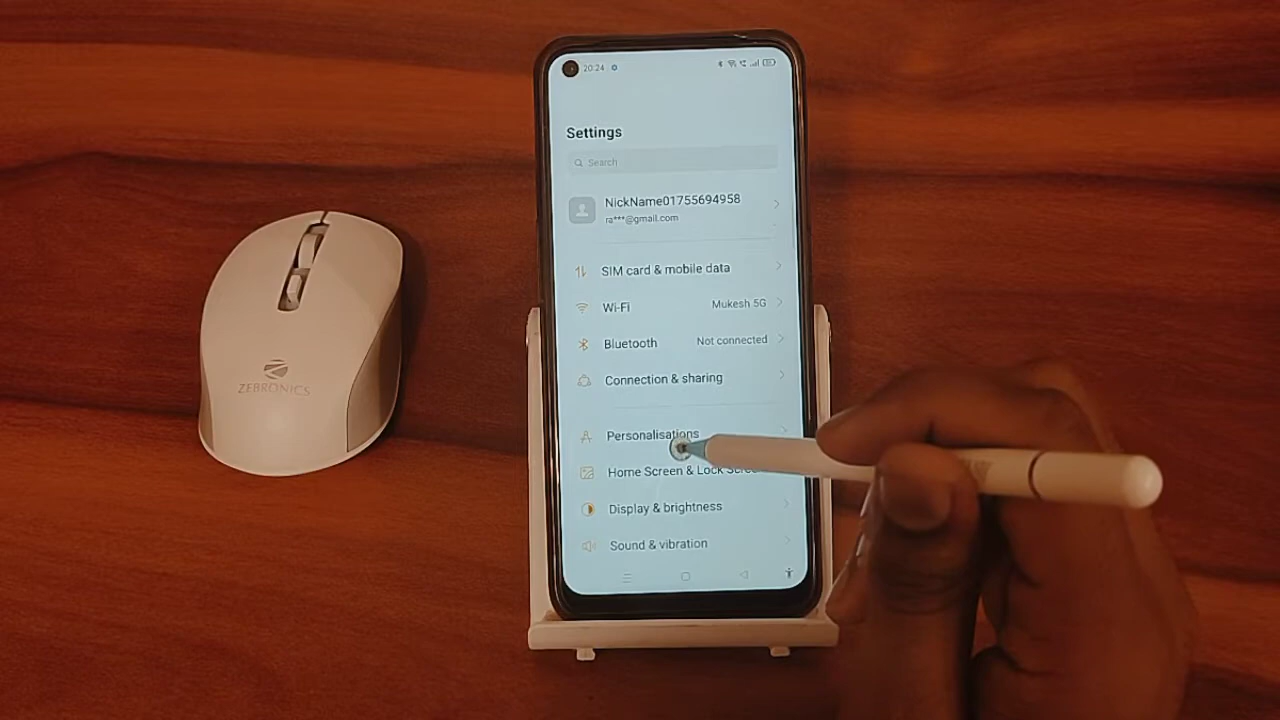 20:24
Settings
Search
NickName01755694958
ra***@gmail.com
SIM card & mobile data
Wi-Fi Mukesh 5G
Bluetooth Not connected
Connection & sharing
Personalisations
Home Screen & Lock Scre
Display & brightness
Sound & vibration
ZEBRONICS